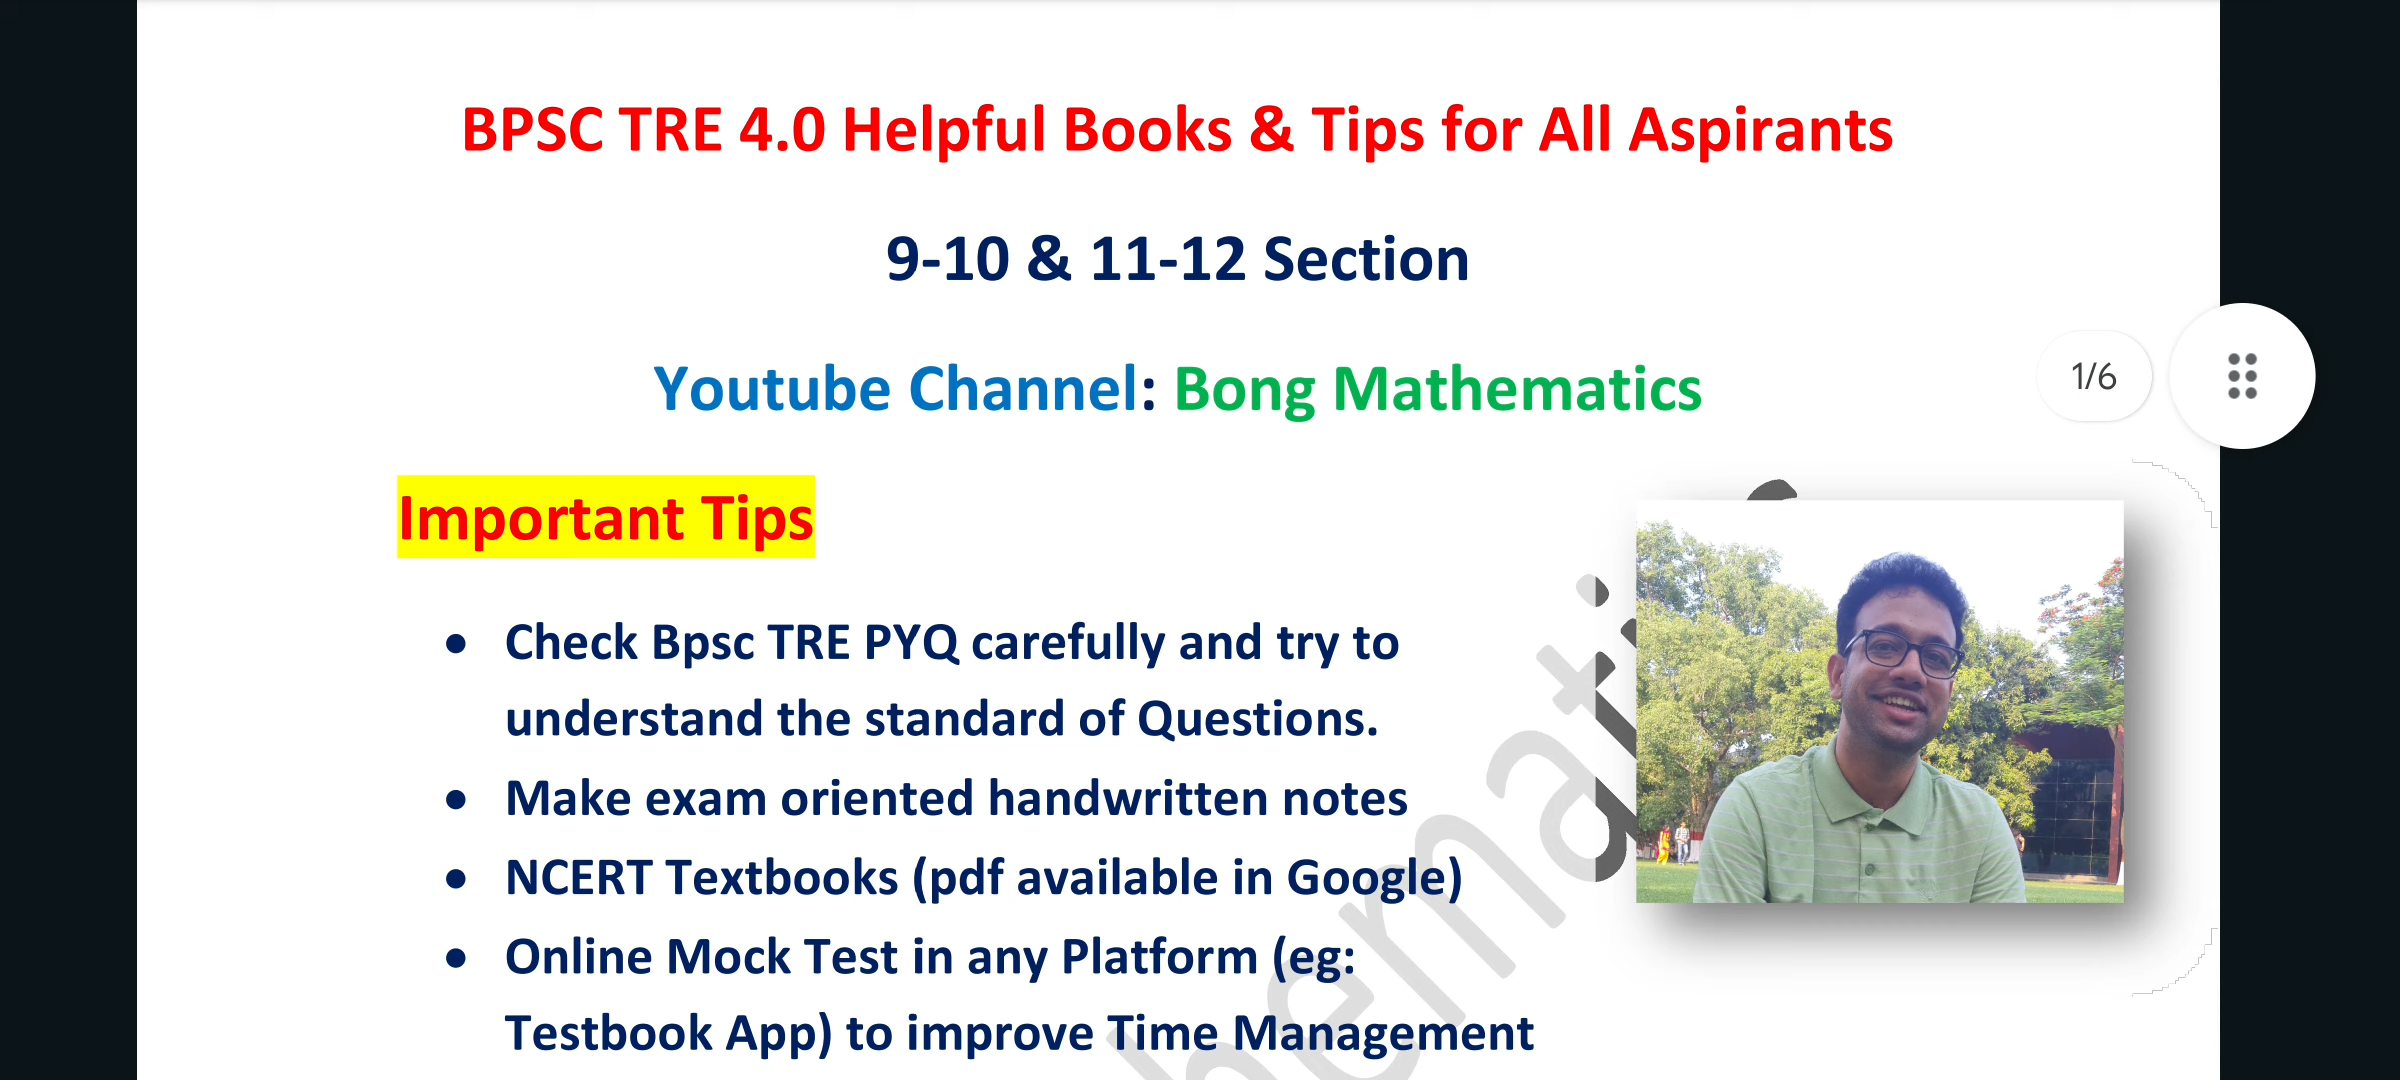 BPSC TRE 4.0 Helpful Books & Tips for All Aspirants
9-10 & 11-12 Section
Youtube Channel: Bong Mathematics
1/6
Important Tips
• Check Bpsc TRE PYQ carefully and try to
understand the standard of Questions.
• Make exam oriented handwritten notes
• NCERT Textbooks (pdf available in Google)
• Online Mock Test in any Platform (eg:
Testbook App) to improve Time Management